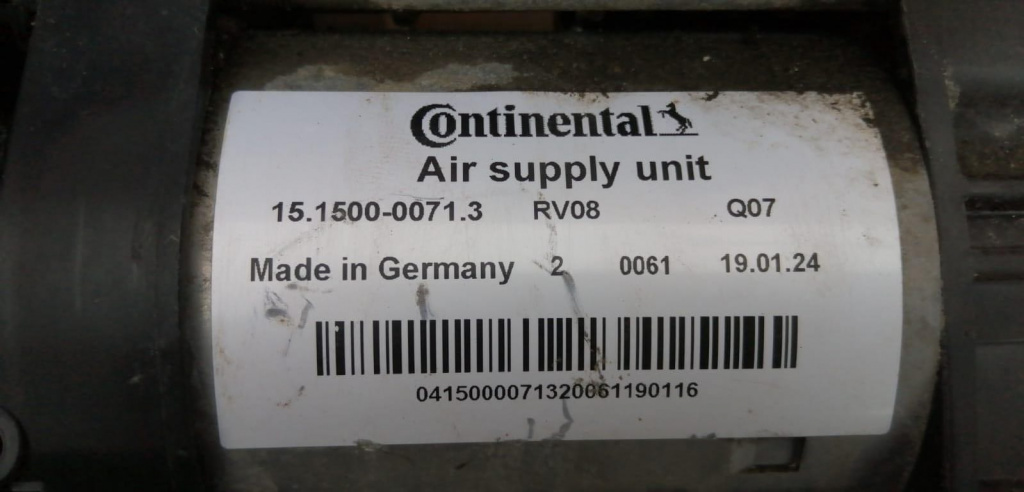 Continental
Air supply unit
15.1500-0071.3 RV08 Q07
Made in Germany 2 0061 19.01.24
0415000071320061190116